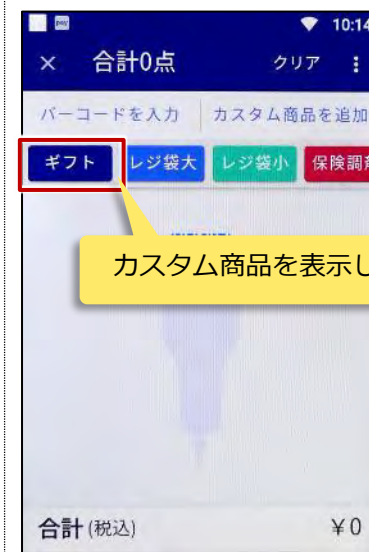 pay 10:14
× 合計0点 クリア
バーコードを入力 カスタム商品を追加
ギフト レジ袋大 レジ袋小 保険調剤
カスタム商品を表示し
合計(税込) ¥0